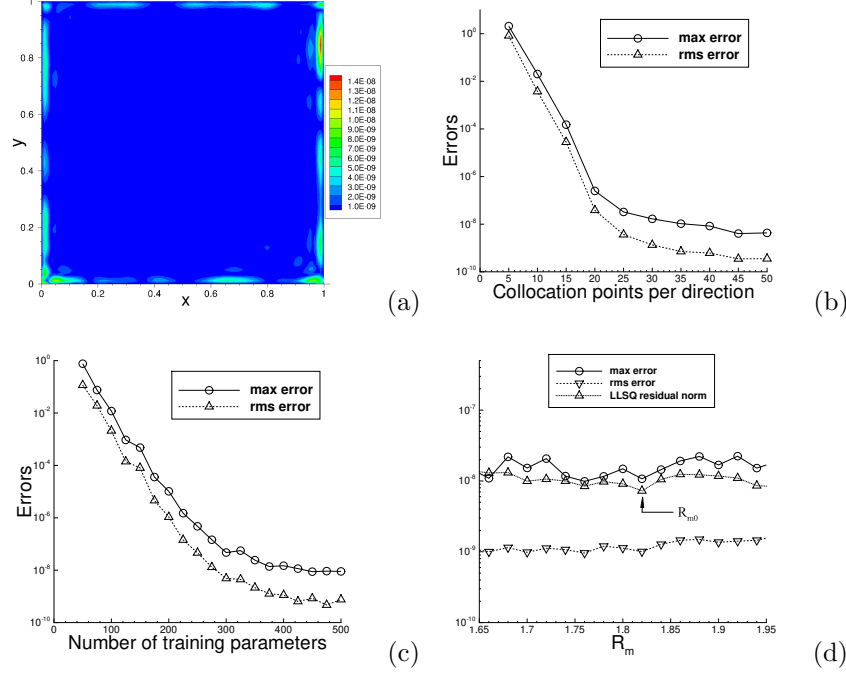 1
0.8
0.6
0.4
0.2
0
y
0
0.2
0.4
0.6
0.8
1
x
1.4E-08
1.3E-08
1.2E-08
1.1E-08
1.0E-08
9.0E-09
8.0E-09
7.0E-09
6.0E-09
5.0E-09
4.0E-09
3.0E-09
2.0E-09
1.0E-09
(a)
10^0
10^-2
10^-4
10^-6
10^-8
10^-10
Errors
max error
rms error
0 5 10 15 20 25 30 35 40 45 50
Collocation points per direction
(b)
10^0
10^-2
10^-4
10^-6
10^-8
10^-10
Errors
max error
rms error
0 100 200 300 400 500
Number of training parameters
(c)
max error
rms error
LLSQ residual norm
10^-7
10^-8
10^-9
10^-10
R_m0
1.65 1.7 1.75 1.8 1.85 1.9 1.95
R_m
(d)